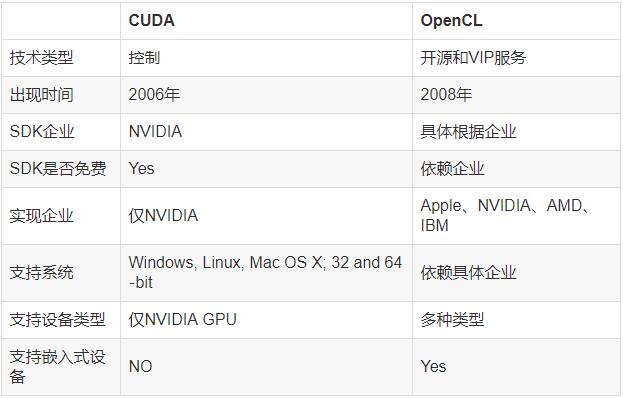 CUDA OpenCL
技术类型 控制 开源和VIP服务
出现时间 2006年 2008年
SDK企业 NVIDIA 具体根据企业
SDK是否免费 Yes 依赖企业
实现企业 仅NVIDIA Apple、NVIDIA、AMD、
IBM
支持系统 Windows, Linux, Mac OS X; 32 and 64
-bit 依赖具体企业
支持设备类型 仅NVIDIA GPU 多种类型
支持嵌入式设
备 NO Yes